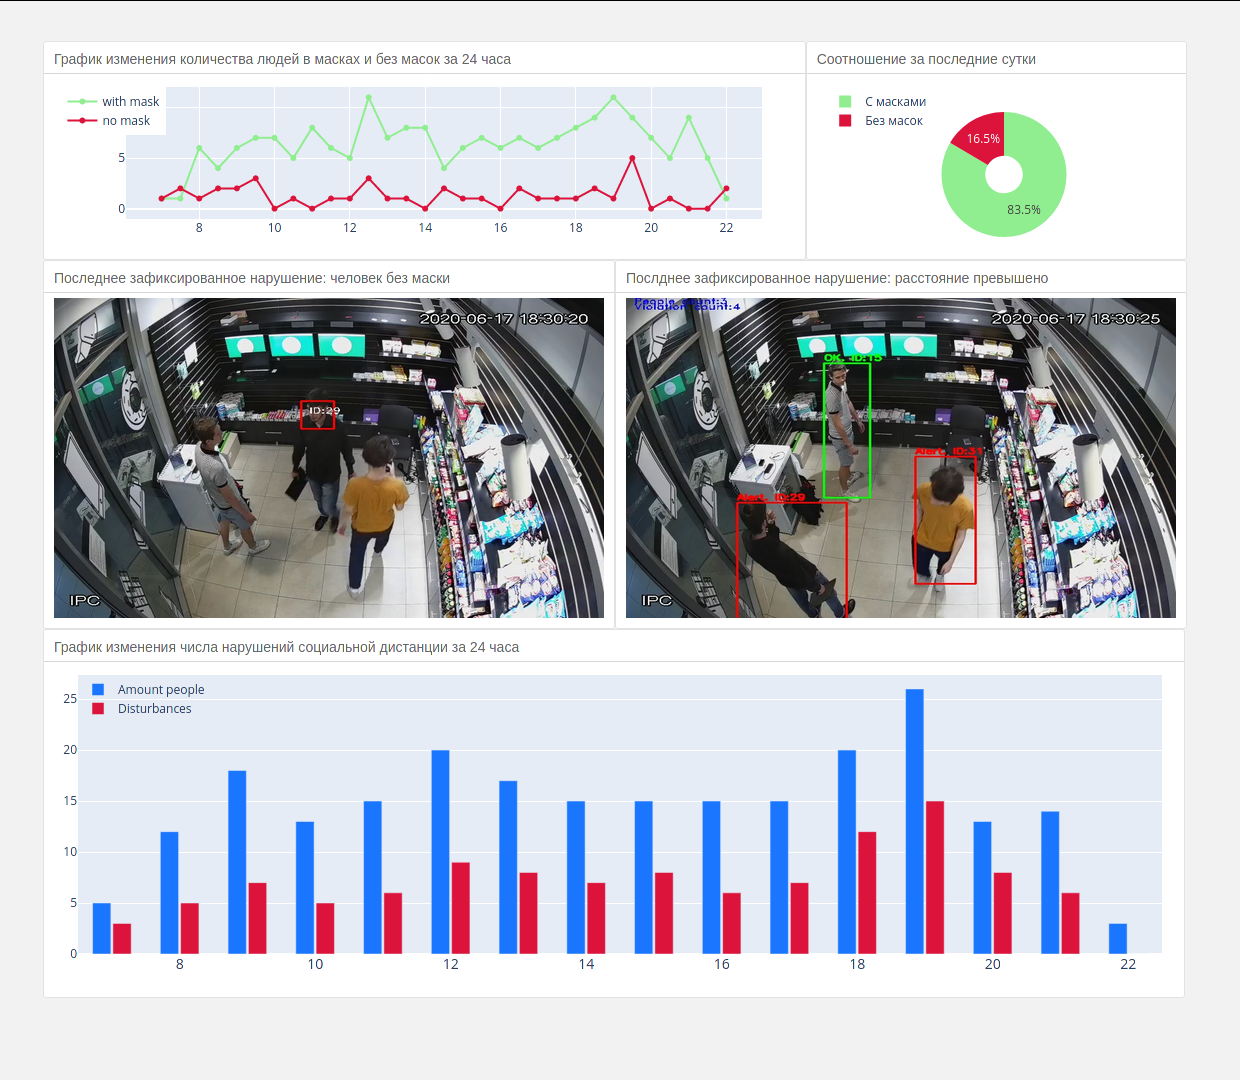 График изменения количества людей в масках и без масок за 24 часа
Соотношение за последние сутки
with mask
no mask
5
0
8 10 12 14 16 18 20 22
С масками
Без масок
16.5%
83.5%
Последнее зафиксированное нарушение: человек без маски
Послднее зафиксированное нарушение: расстояние превышено
2020-06-17 18:30:20
ID:29
IPC
Violation count:4
2020-06-17 18:30:25
OK. ID:15
Alert. ID:31
Alert. ID:29
IPC
График изменения числа нарушений социальной дистанции за 24 часа
Amount people
Disturbances
25
20
15
10
5
0
8 10 12 14 16 18 20 22